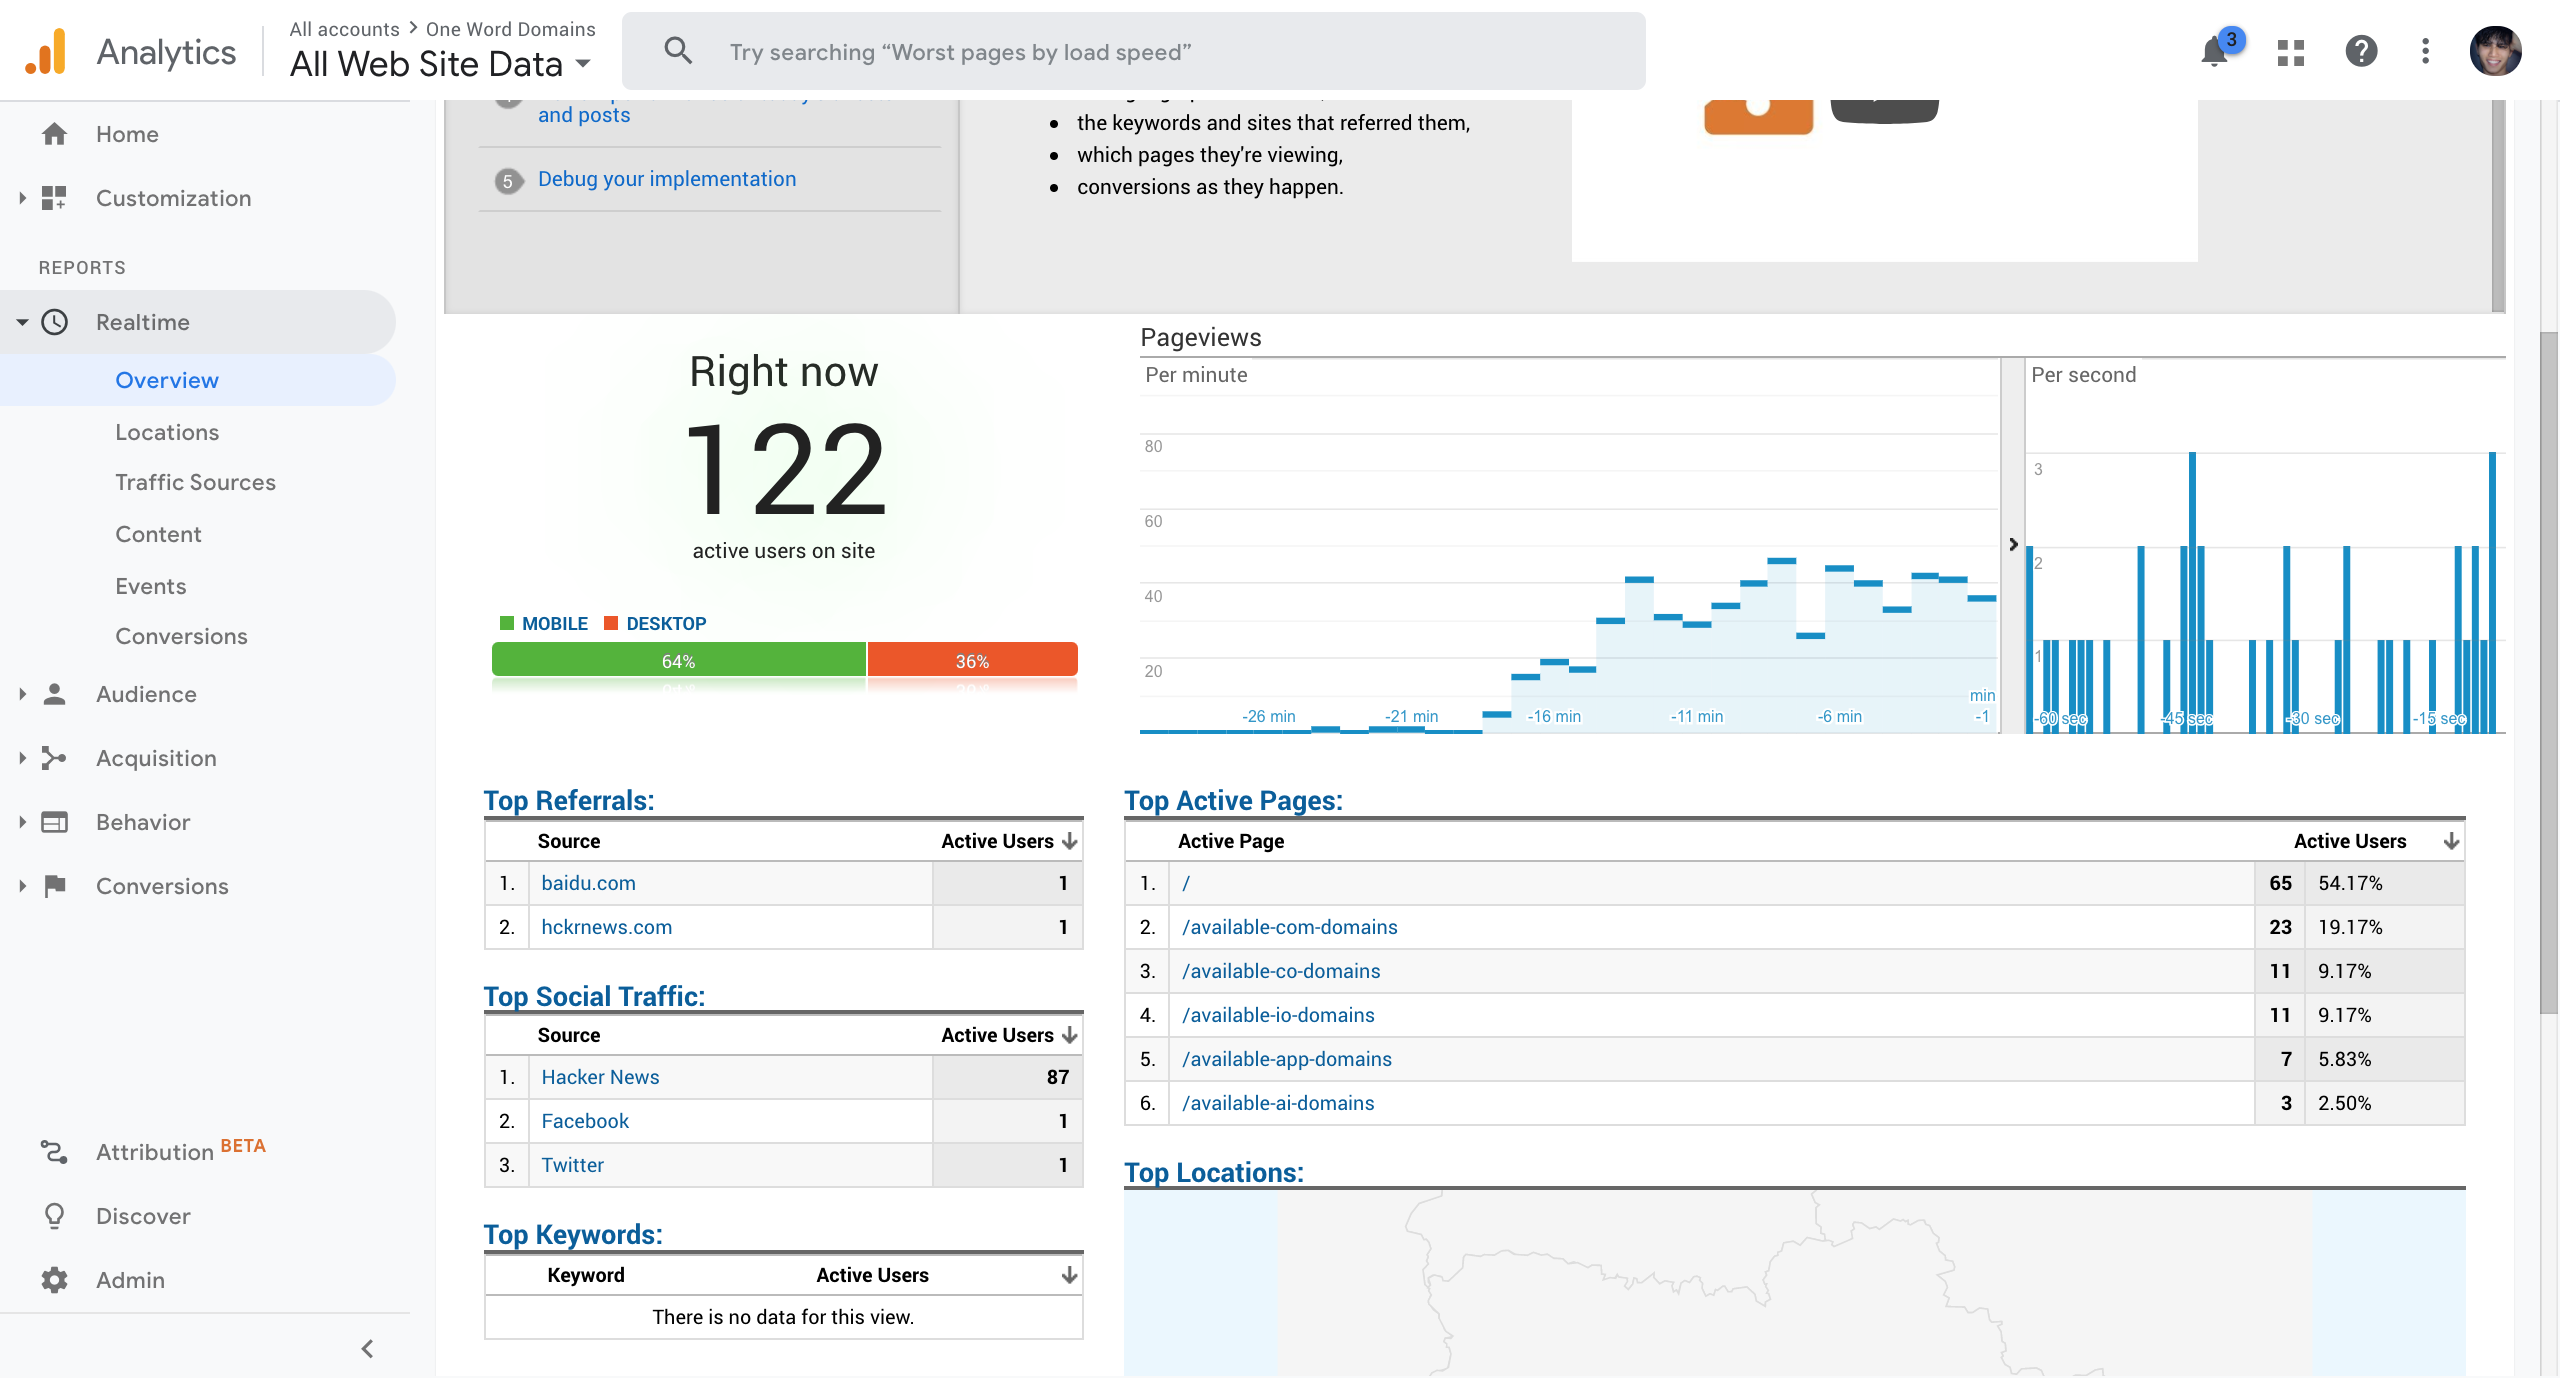 Analytics
All accounts > One Word Domains
All Web Site Data
Try searching “Worst pages by load speed”
3
Home
Customization
REPORTS
Realtime
Overview
Locations
Traffic Sources
Content
Events
Conversions
Audience
Acquisition
Behavior
Conversions
Attribution BETA
Discover
Admin
and posts
5 Debug your implementation
the keywords and sites that referred them,
which pages they're viewing,
conversions as they happen.
Right now
122
active users on site
MOBILE DESKTOP
64% 36%
Pageviews
Per minute
80
60
40
20
-26 min -21 min -16 min -11 min -6 min
min
-1
Per second
3
2
1
-60 sec -45 sec -30 sec -15 sec
Top Referrals:
Source Active Users
1. baidu.com 1
2. hckrnews.com 1
Top Social Traffic:
Source Active Users
1. Hacker News 87
2. Facebook 1
3. Twitter 1
Top Keywords:
Keyword Active Users
There is no data for this view.
Top Active Pages:
Active Page Active Users
1. / 65 54.17%
2. /available-com-domains 23 19.17%
3. /available-co-domains 11 9.17%
4. /available-io-domains 11 9.17%
5. /available-app-domains 7 5.83%
6. /available-ai-domains 3 2.50%
Top Locations: